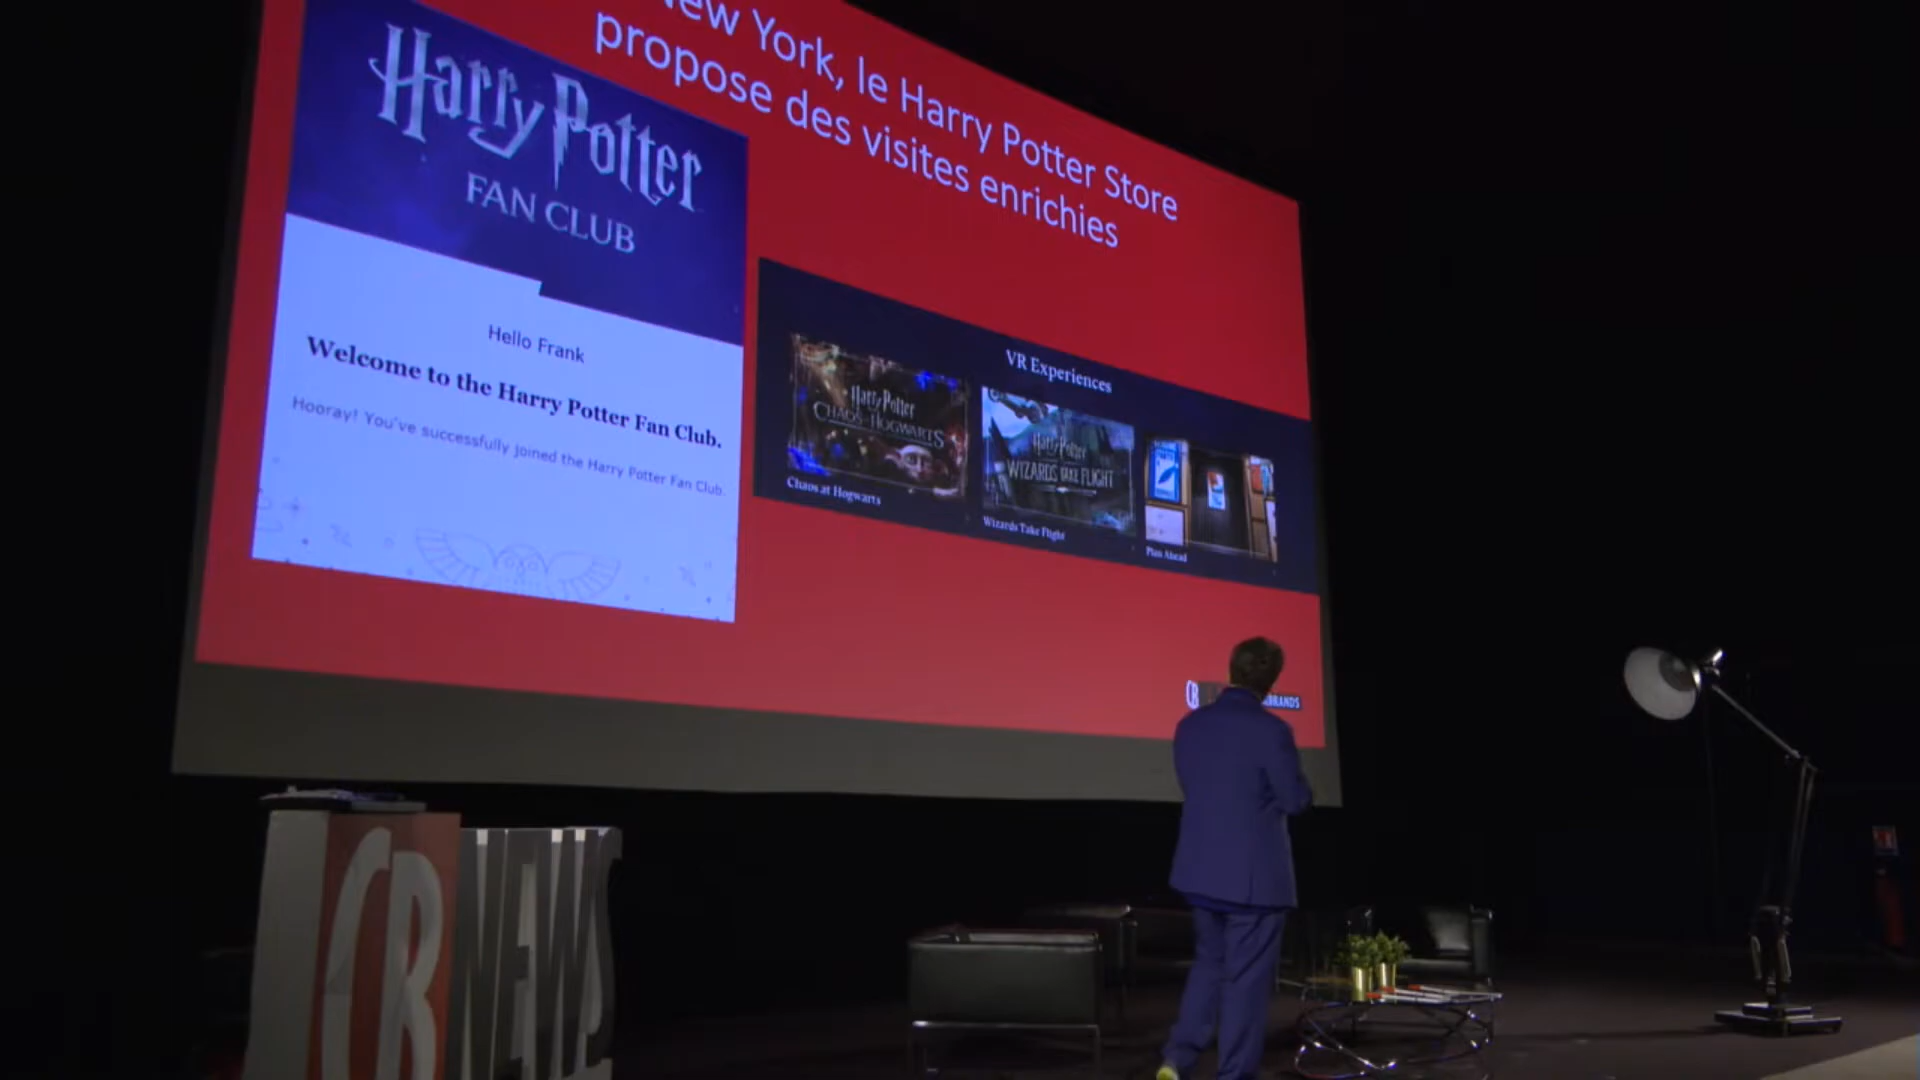 New York, le Harry Potter Store
propose des visites enrichies
Harry Potter
FAN CLUB
Hello Frank
Welcome to the Harry Potter Fan Club.
Hooray! You've successfully joined the Harry Potter Fan Club.
VR Experiences
Harry Potter
CHAOS AT HOGWARTS
Chaos at Hogwarts
Harry Potter
WIZARDS TAKE FLIGHT
Wizards Take Flight
Plan Ahead
CB
BRANDS
CB NEWS